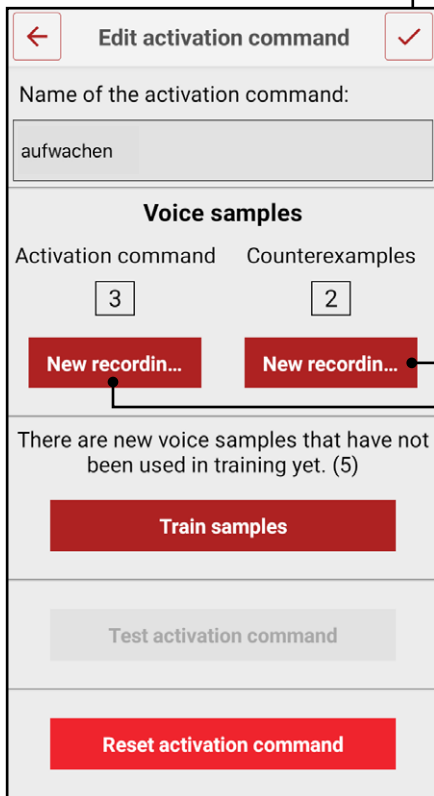 Edit activation command
Name of the activation command:
aufwachen
Voice samples
Activation command Counterexamples
3 2
New recordin... New recordin...
There are new voice samples that have not
been used in training yet. (5)
Train samples
Test activation command
Reset activation command